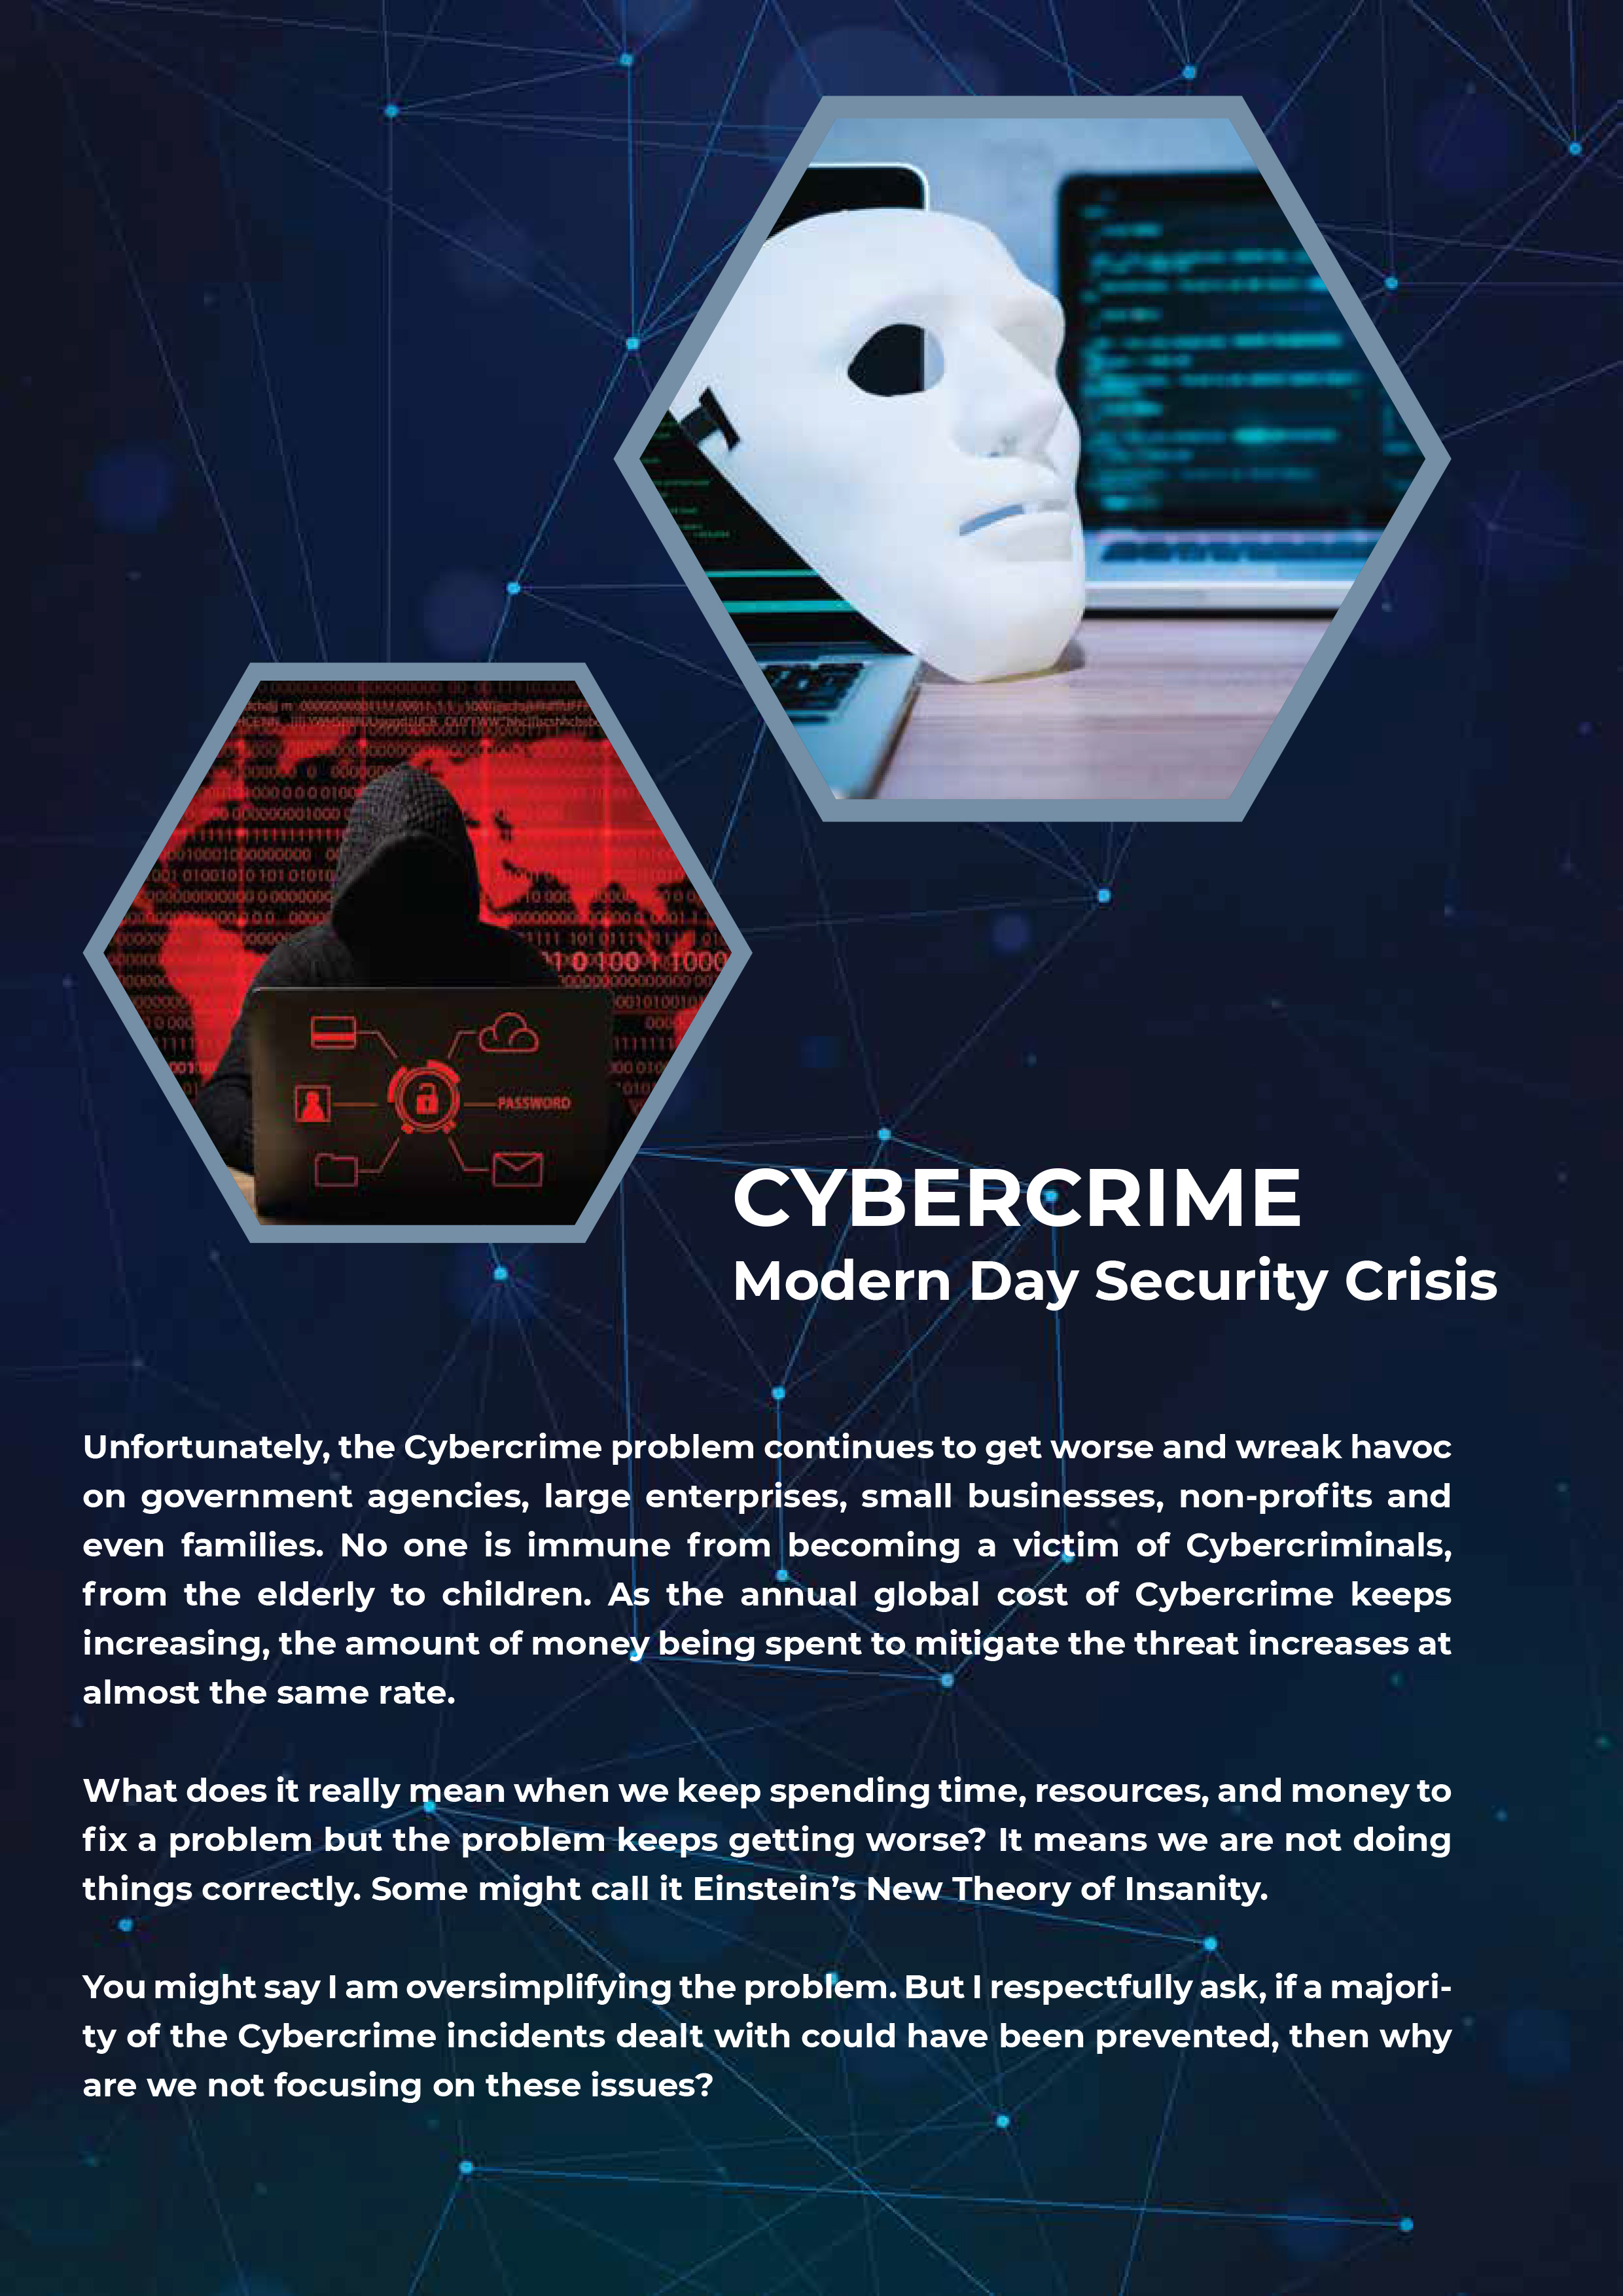 PASSWORD
CYBERCRIME
Modern Day Security Crisis
Unfortunately, the Cybercrime problem continues to get worse and wreak havoc
on government agencies, large enterprises, small businesses, non-profits and
even families. No one is immune from becoming a victim of Cybercriminals,
from the elderly to children. As the annual global cost of Cybercrime keeps
increasing, the amount of money being spent to mitigate the threat increases at
almost the same rate.
What does it really mean when we keep spending time, resources, and money to
fix a problem but the problem keeps getting worse? It means we are not doing
things correctly. Some might call it Einstein’s New Theory of Insanity.
You might say I am oversimplifying the problem. But I respectfully ask, if a majori-
ty of the Cybercrime incidents dealt with could have been prevented, then why
are we not focusing on these issues?